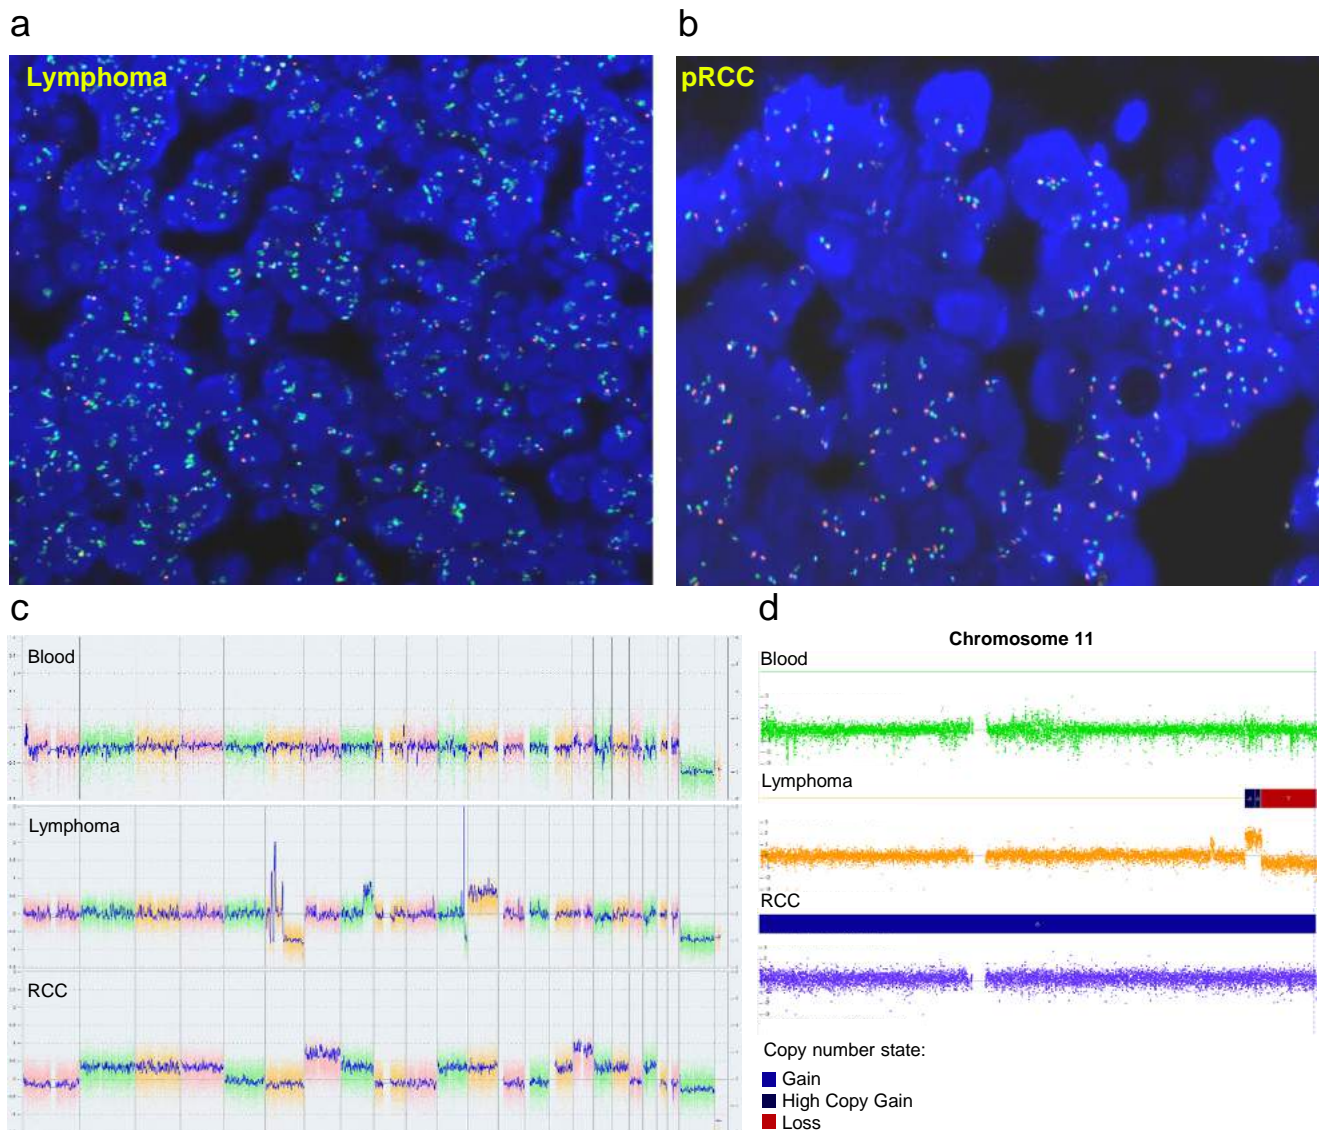 a
b
Lymphoma
pRCC
c
d
Blood
Lymphoma
RCC
Chromosome 11
Blood
Lymphoma
RCC
Copy number state:
Gain
High Copy Gain
Loss